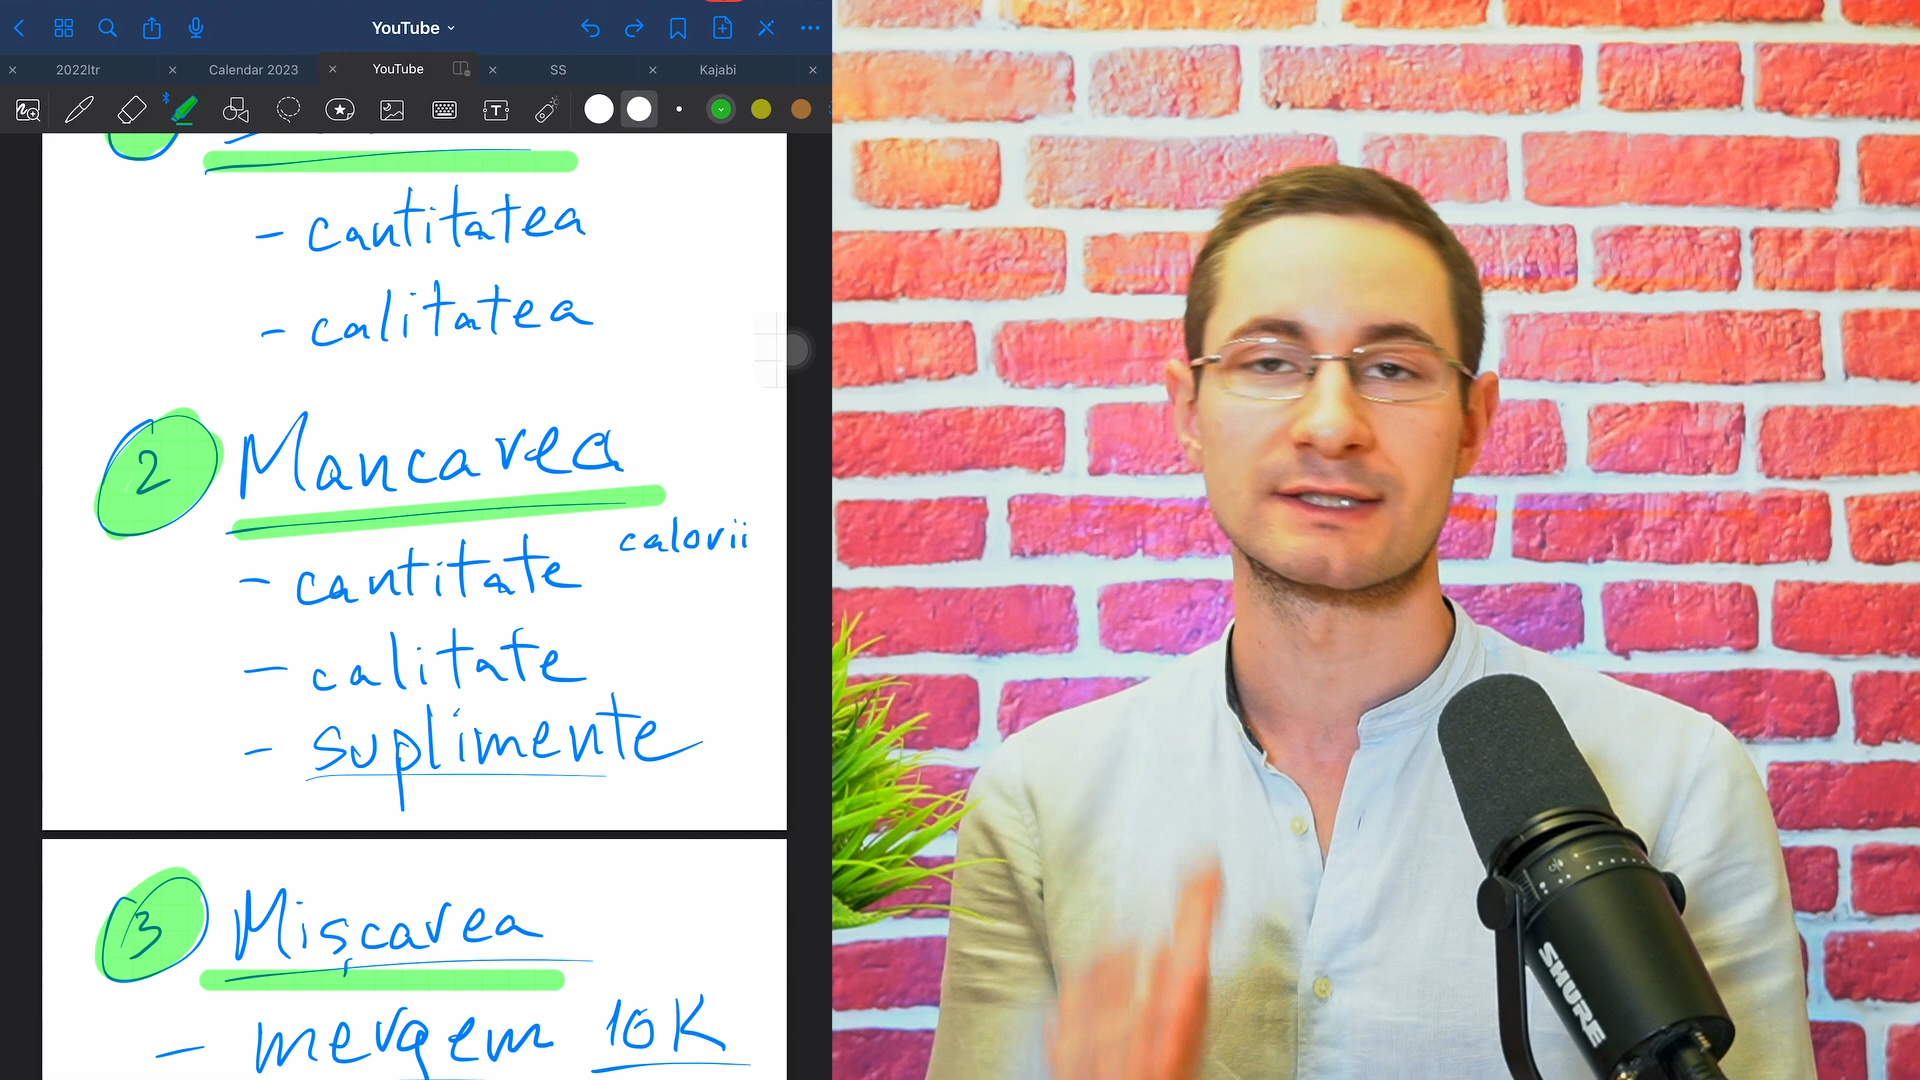 YouTube
2022ltr
Calendar 2023
YouTube
SS
Kajabi
- cantitatea
- calitatea
2 Mancarea
calorii
- cantitate
- calitate
- suplimente
3 Mișcarea
- mergem 10K
SHURE